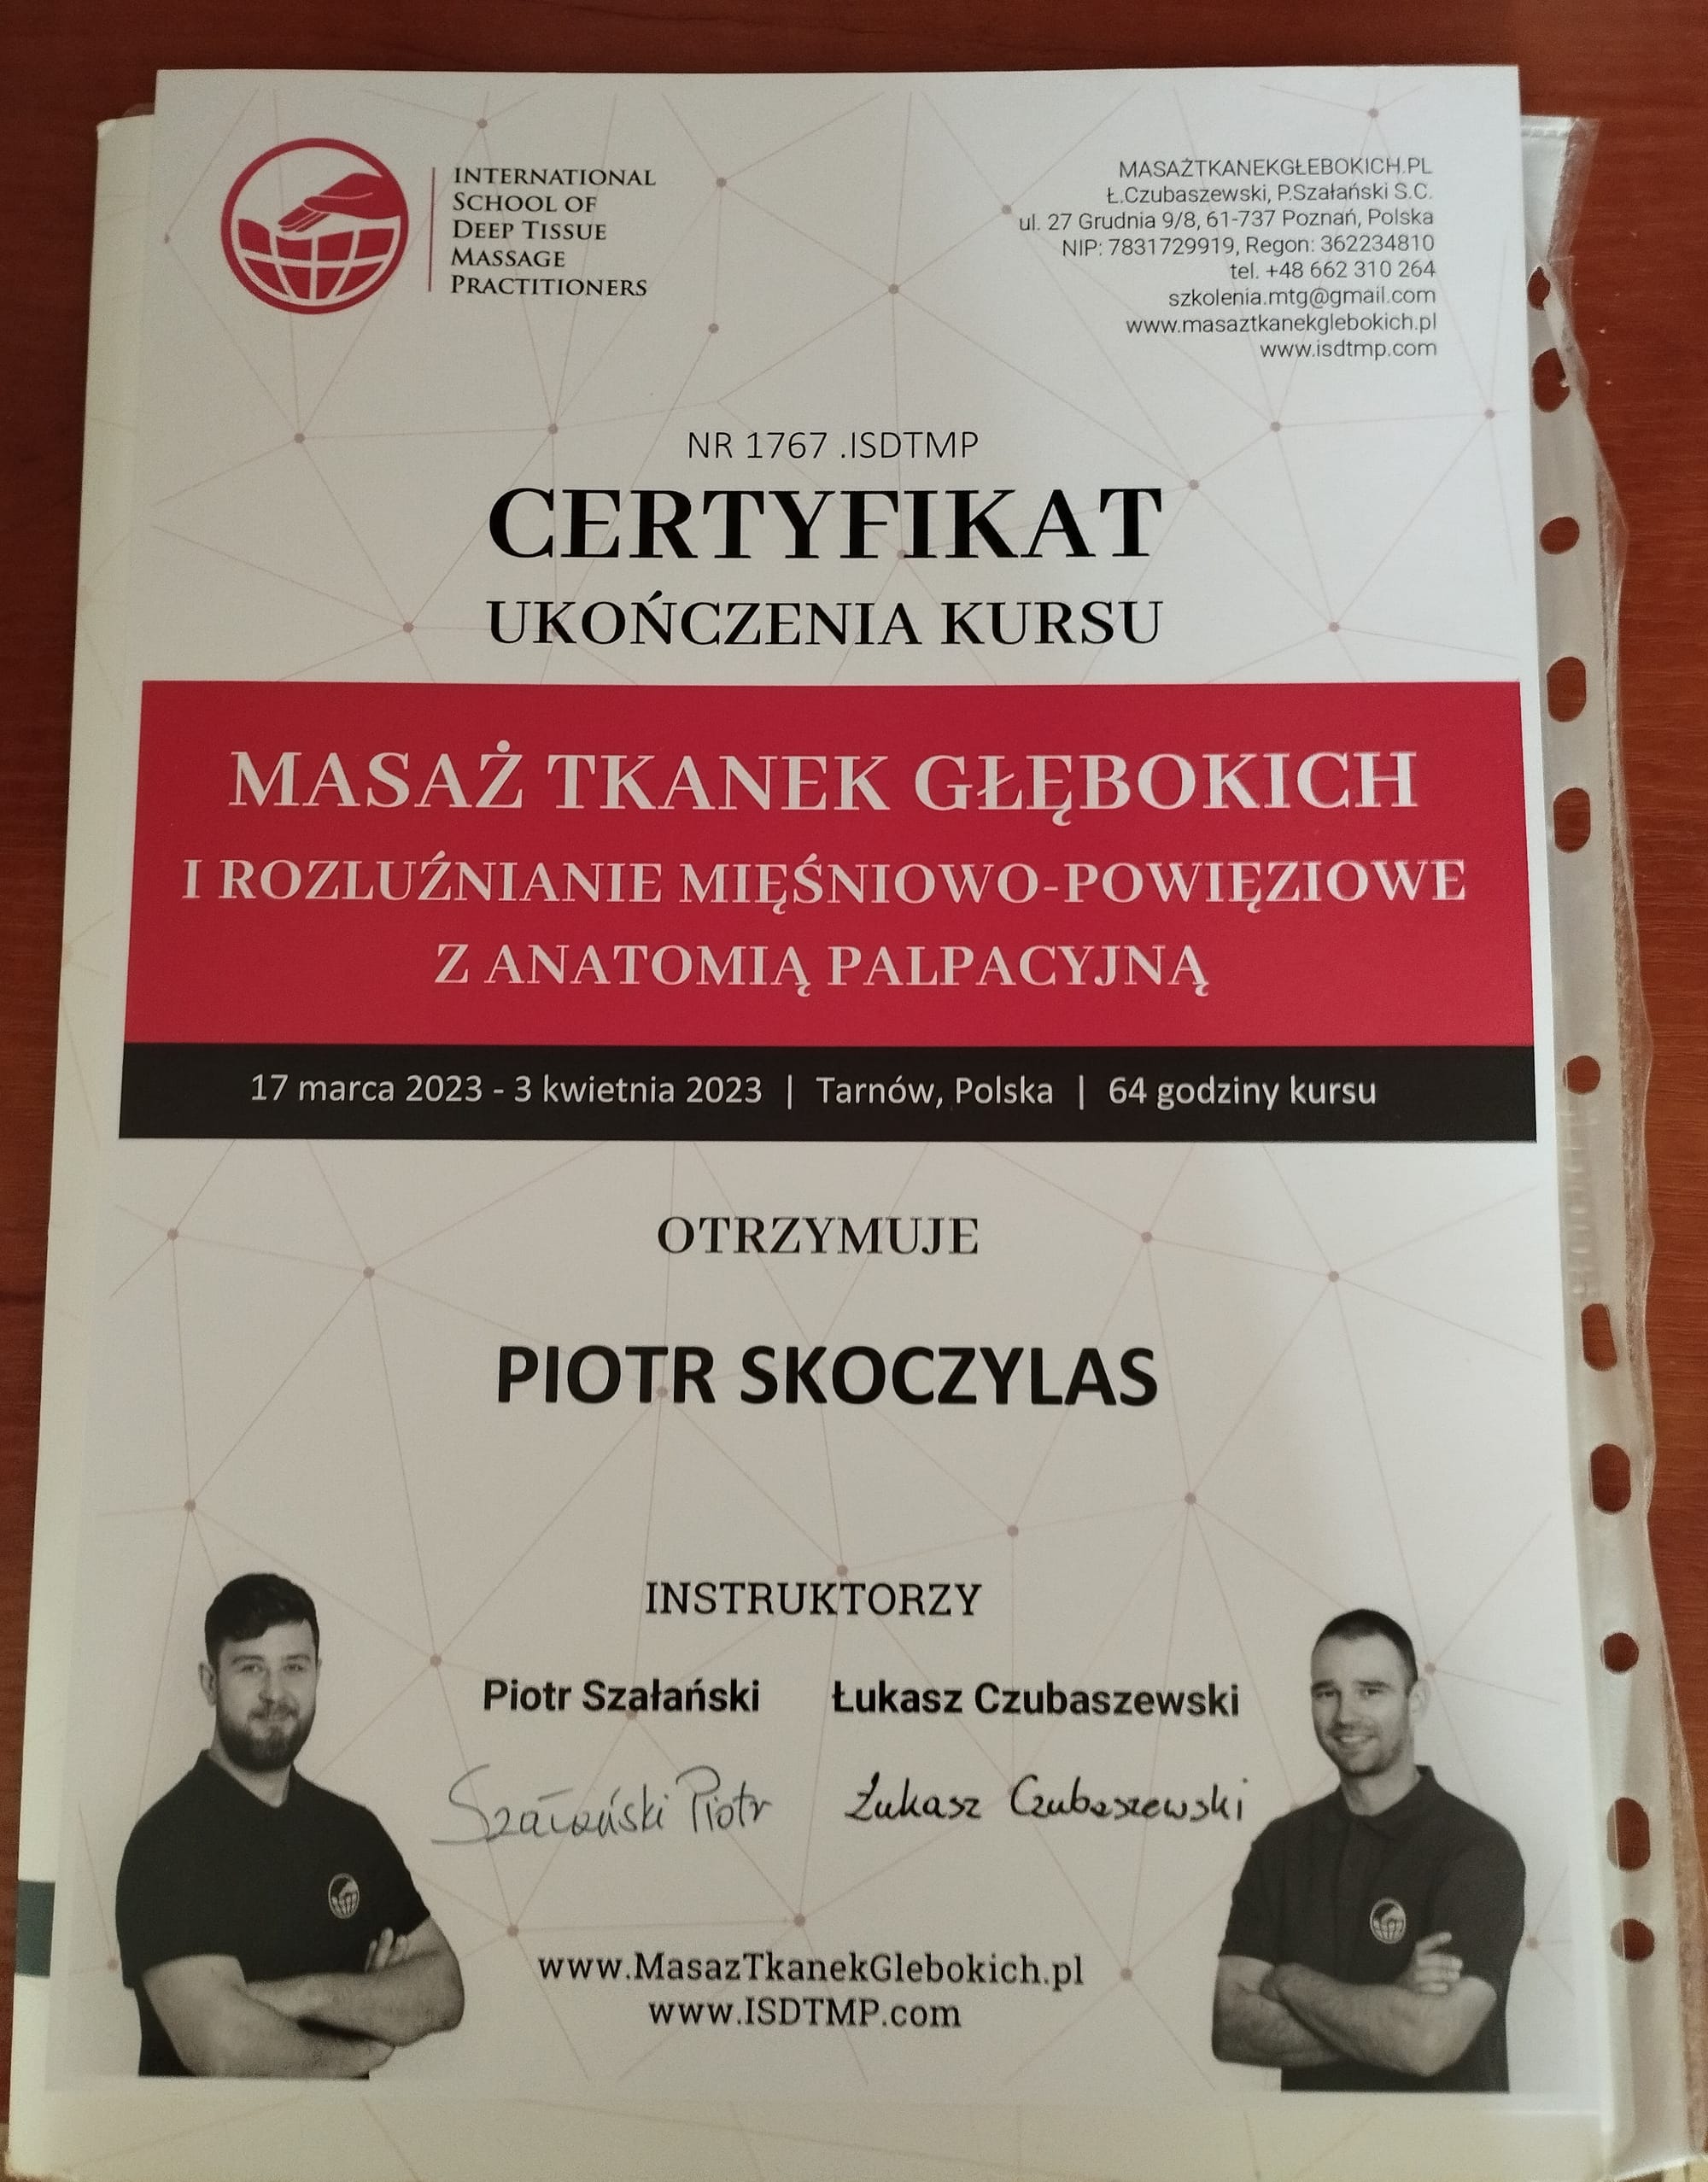 INTERNATIONAL
SCHOOL OF
DEEP TISSUE
MASSAGE
PRACTITIONERS
MASAŻTKANEKGŁEBOKICH.PL
Ł.Czubaszewski, P.Szałański S.C.
ul. 27 Grudnia 9/8, 61-737 Poznań, Polska
NIP: 7831729919, Regon: 362234810
tel. +48 662 310 264
szkolenia.mtg@gmail.com
www.masaztkanekglebokich.pl
www.isdtmp.com
NR 1767 .ISDTMP
CERTYFIKAT
UKOŃCZENIA KURSU
MASAŻ TKANEK GŁĘBOKICH
I ROZLUŹNIANIE MIĘŚNIOWO-POWIĘZIOWE
Z ANATOMIĄ PALPACYJNĄ
17 marca 2023 - 3 kwietnia 2023 | Tarnów, Polska | 64 godziny kursu
OTRZYMUJE
PIOTR SKOCZYLAS
INSTRUKTORZY
Piotr Szałański Łukasz Czubaszewski
Szałański Piotr Łukasz Czubaszewski
www.MasazTkanekGlebokich.pl
www.ISDTMP.com